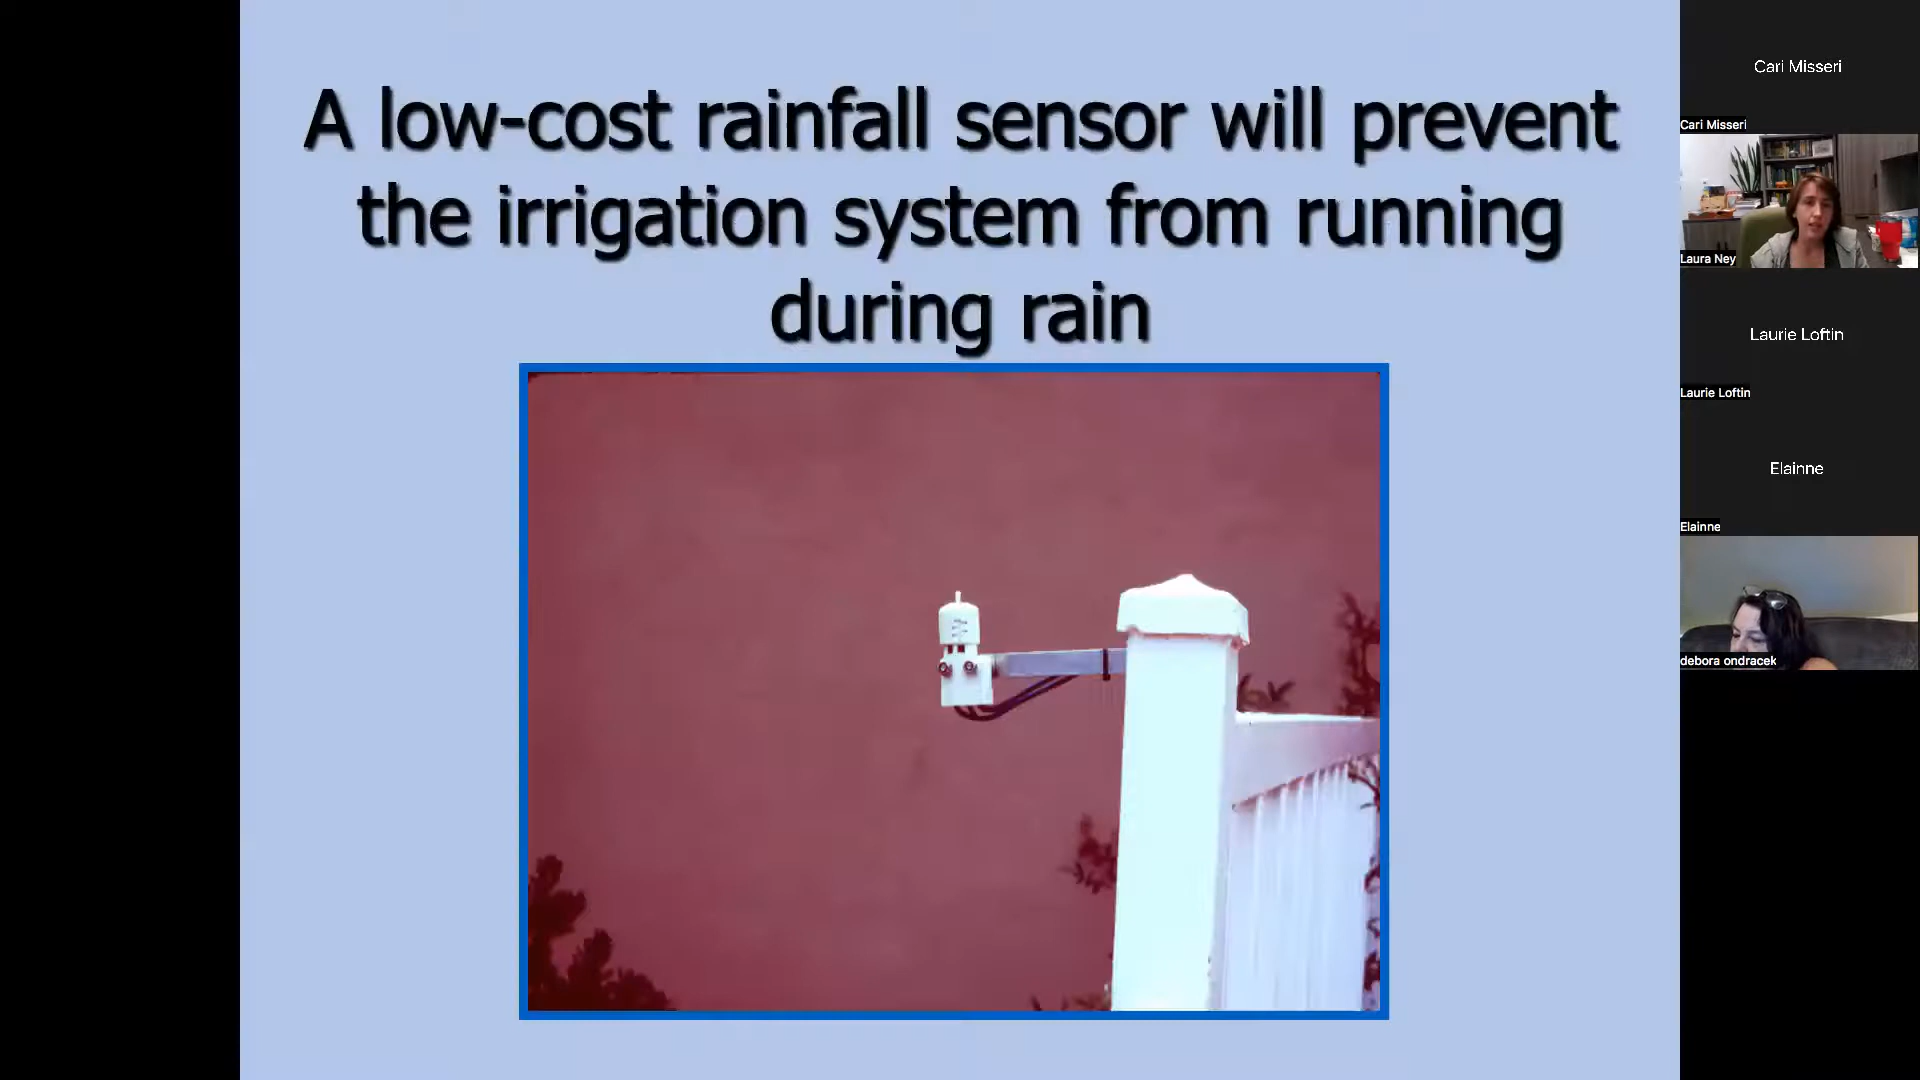 A low-cost rainfall sensor will prevent
the irrigation system from running
during rain
Cari Misseri
Cari Misseri
Laura Ney
Laurie Loftin
Laurie Loftin
Elainne
Elainne
debora ondracek